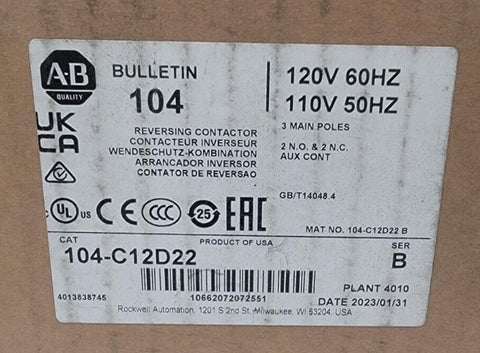 A-B
QUALITY
BULLETIN
104
120V 60HZ
110V 50HZ
REVERSING CONTACTOR
CONTACTEUR INVERSEUR
WENDESCHUTZ-KOMBINATION
ARRANCADOR INVERSOR
CONTATOR DE REVERSAO
3 MAIN POLES
2 N.O. & 2 N.C.
AUX CONT
UK
CA
GB/T14048.4
c UL US
CE
CCC
25
EAC
MAT NO. 104-C12D22 B
CAT
PRODUCT OF USA
SER
104-C12D22
B
PLANT 4010
4013838745
10662072072551
DATE 2023/01/31
Rockwell Automation, 1201 S 2nd St. Milwaukee, WI 53204, USA